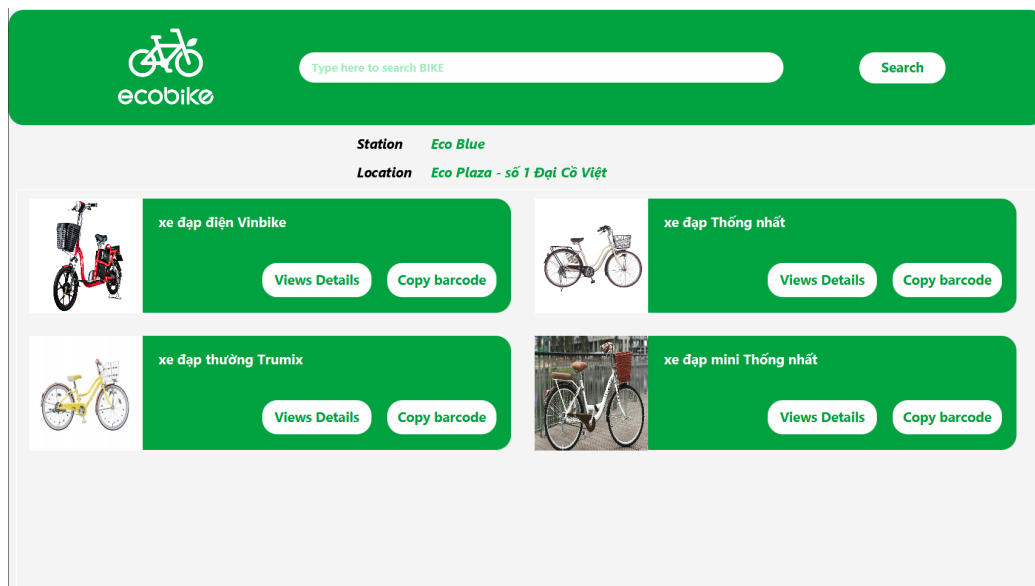 ecobike
Type here to search BIKE
Search
Station Eco Blue
Location Eco Plaza - số 1 Đại Cồ Việt
xe đạp điện Vinbike
Views Details Copy barcode
xe đạp Thống nhất
Views Details Copy barcode
xe đạp thường Trumix
Views Details Copy barcode
xe đạp mini Thống nhất
Views Details Copy barcode